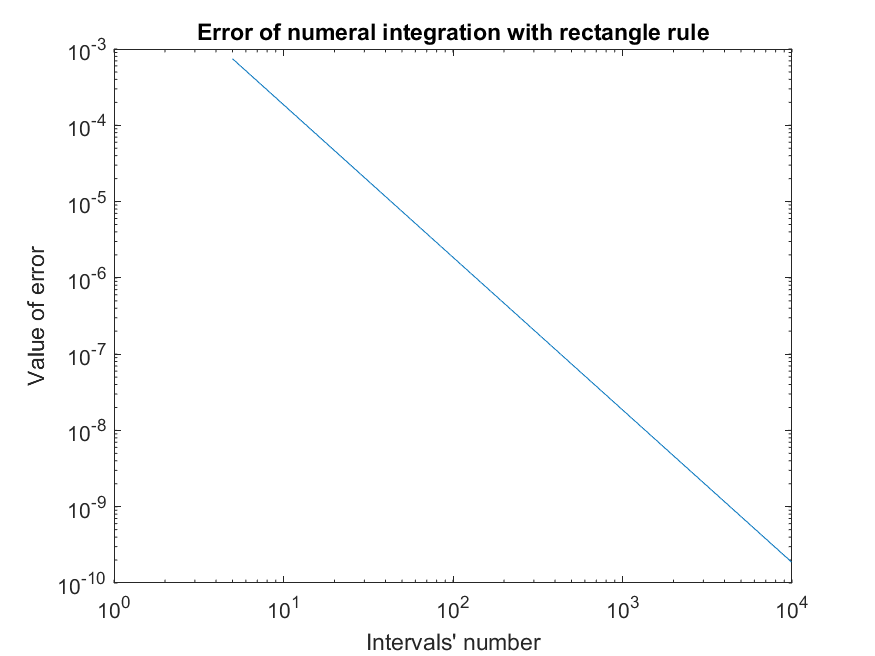 Error of numeral integration with rectangle rule
10^-3
10^-4
10^-5
10^-6
10^-7
10^-8
10^-9
10^-10
Value of error
10^0 10^1 10^2 10^3 10^4
Intervals' number